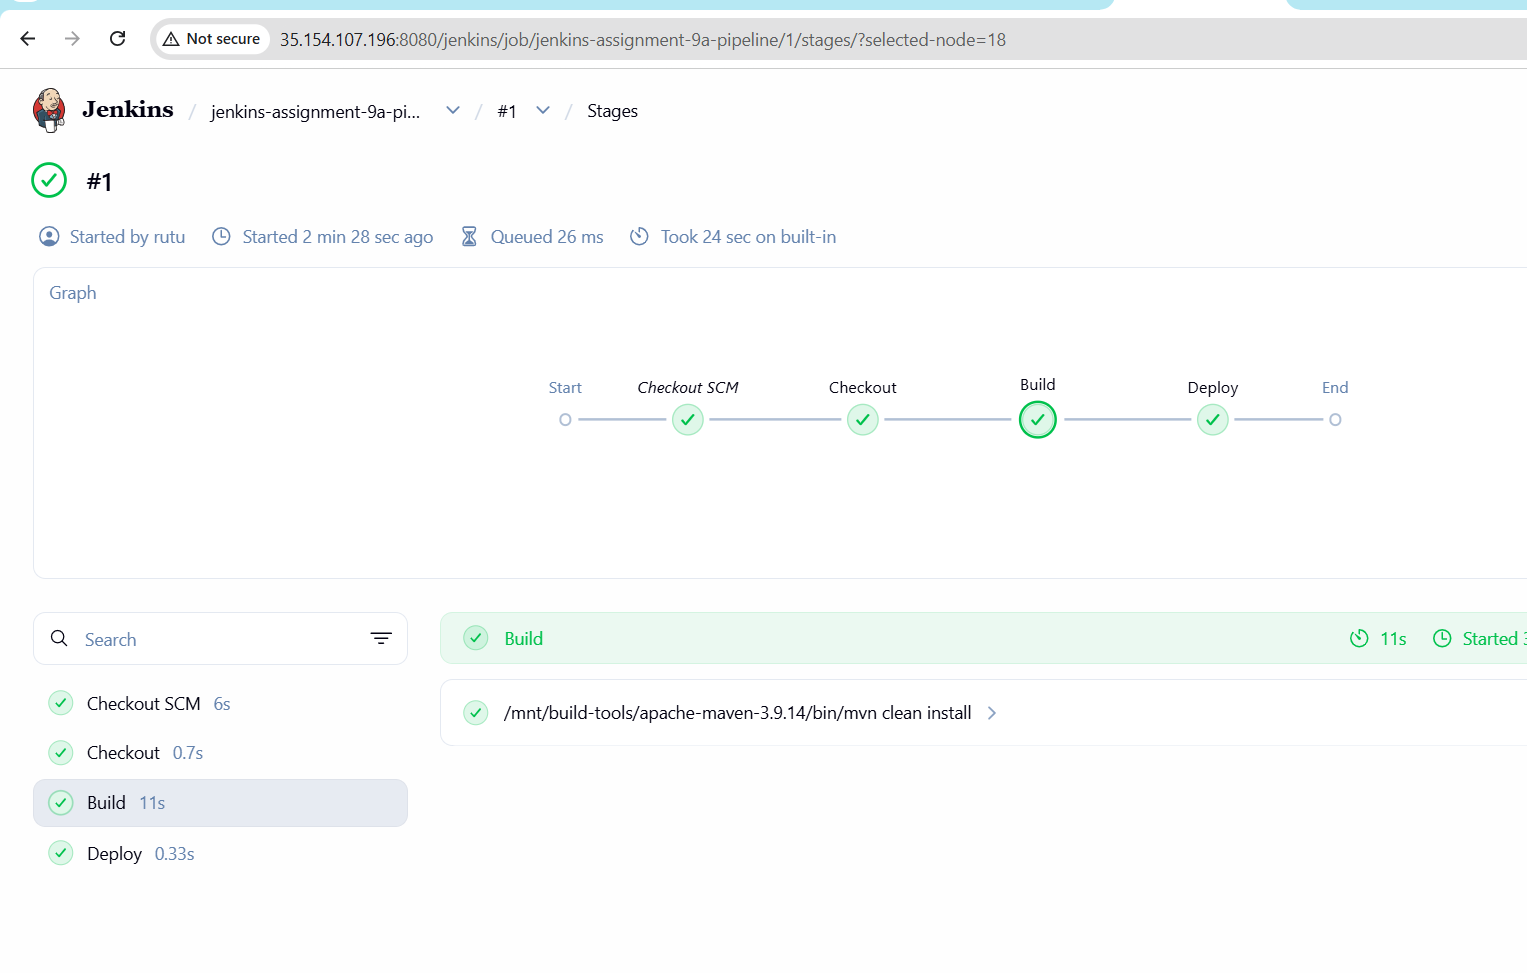 Not secure 35.154.107.196:8080/jenkins/job/jenkins-assignment-9a-pipeline/1/stages/?selected-node=18
Jenkins / jenkins-assignment-9a-pi... / #1 / Stages
#1
Started by rutu Started 2 min 28 sec ago Queued 26 ms Took 24 sec on built-in
Graph
Start Checkout SCM Checkout Build Deploy End
Search
Build 11s Started 3
Checkout SCM 6s
/mnt/build-tools/apache-maven-3.9.14/bin/mvn clean install
Checkout 0.7s
Build 11s
Deploy 0.33s